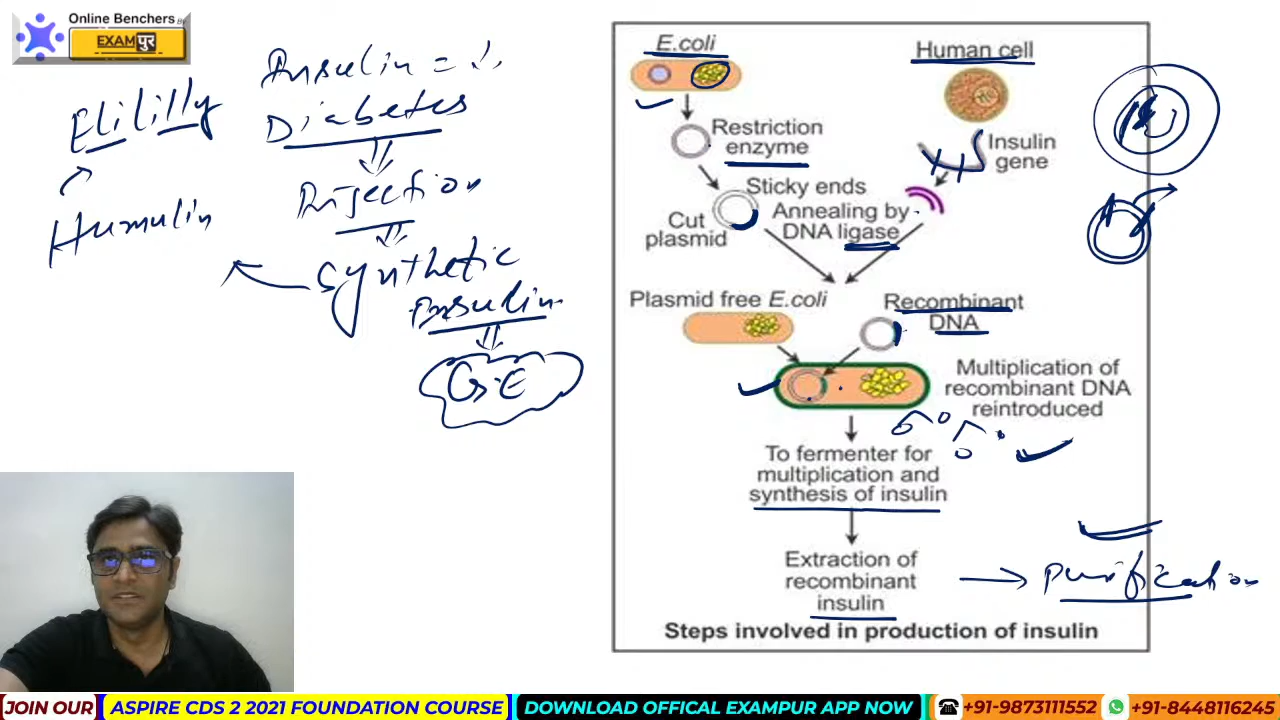 Online Benchers By
EXAMपुर
Insulin =
Diabetes
Elililly
Rijection
Humulin
Synthetic
Insulin
G.E
E.coli
Human cell
Restriction
enzyme
Insulin
gene
Sticky ends
Cut
plasmid
Annealing by
DNA ligase
Plasmid free E.coli
Recombinant
DNA
Multiplication of
recombinant DNA
reintroduced
To fermenter for
multiplication and
synthesis of insulin
Extraction of
recombinant
insulin
Purification
Steps involved in production of insulin
JOIN OUR ASPIRE CDS 2 2021 FOUNDATION COURSE DOWNLOAD OFFICAL EXAMPUR APP NOW +91-9873111552 +91-8448116245